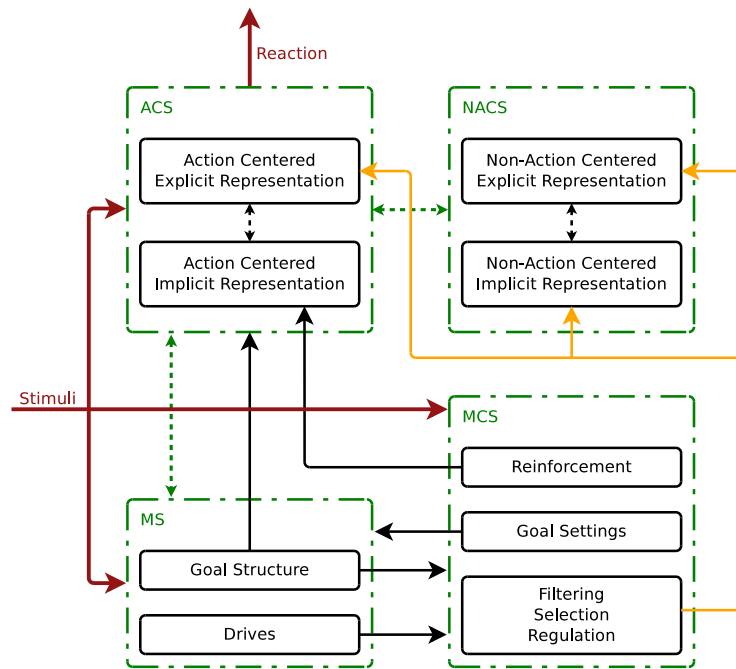 Reaction
ACS
Action Centered
Explicit Representation
Action Centered
Implicit Representation
NACS
Non-Action Centered
Explicit Representation
Non-Action Centered
Implicit Representation
Stimuli
MS
Goal Structure
Drives
MCS
Reinforcement
Goal Settings
Filtering
Selection
Regulation